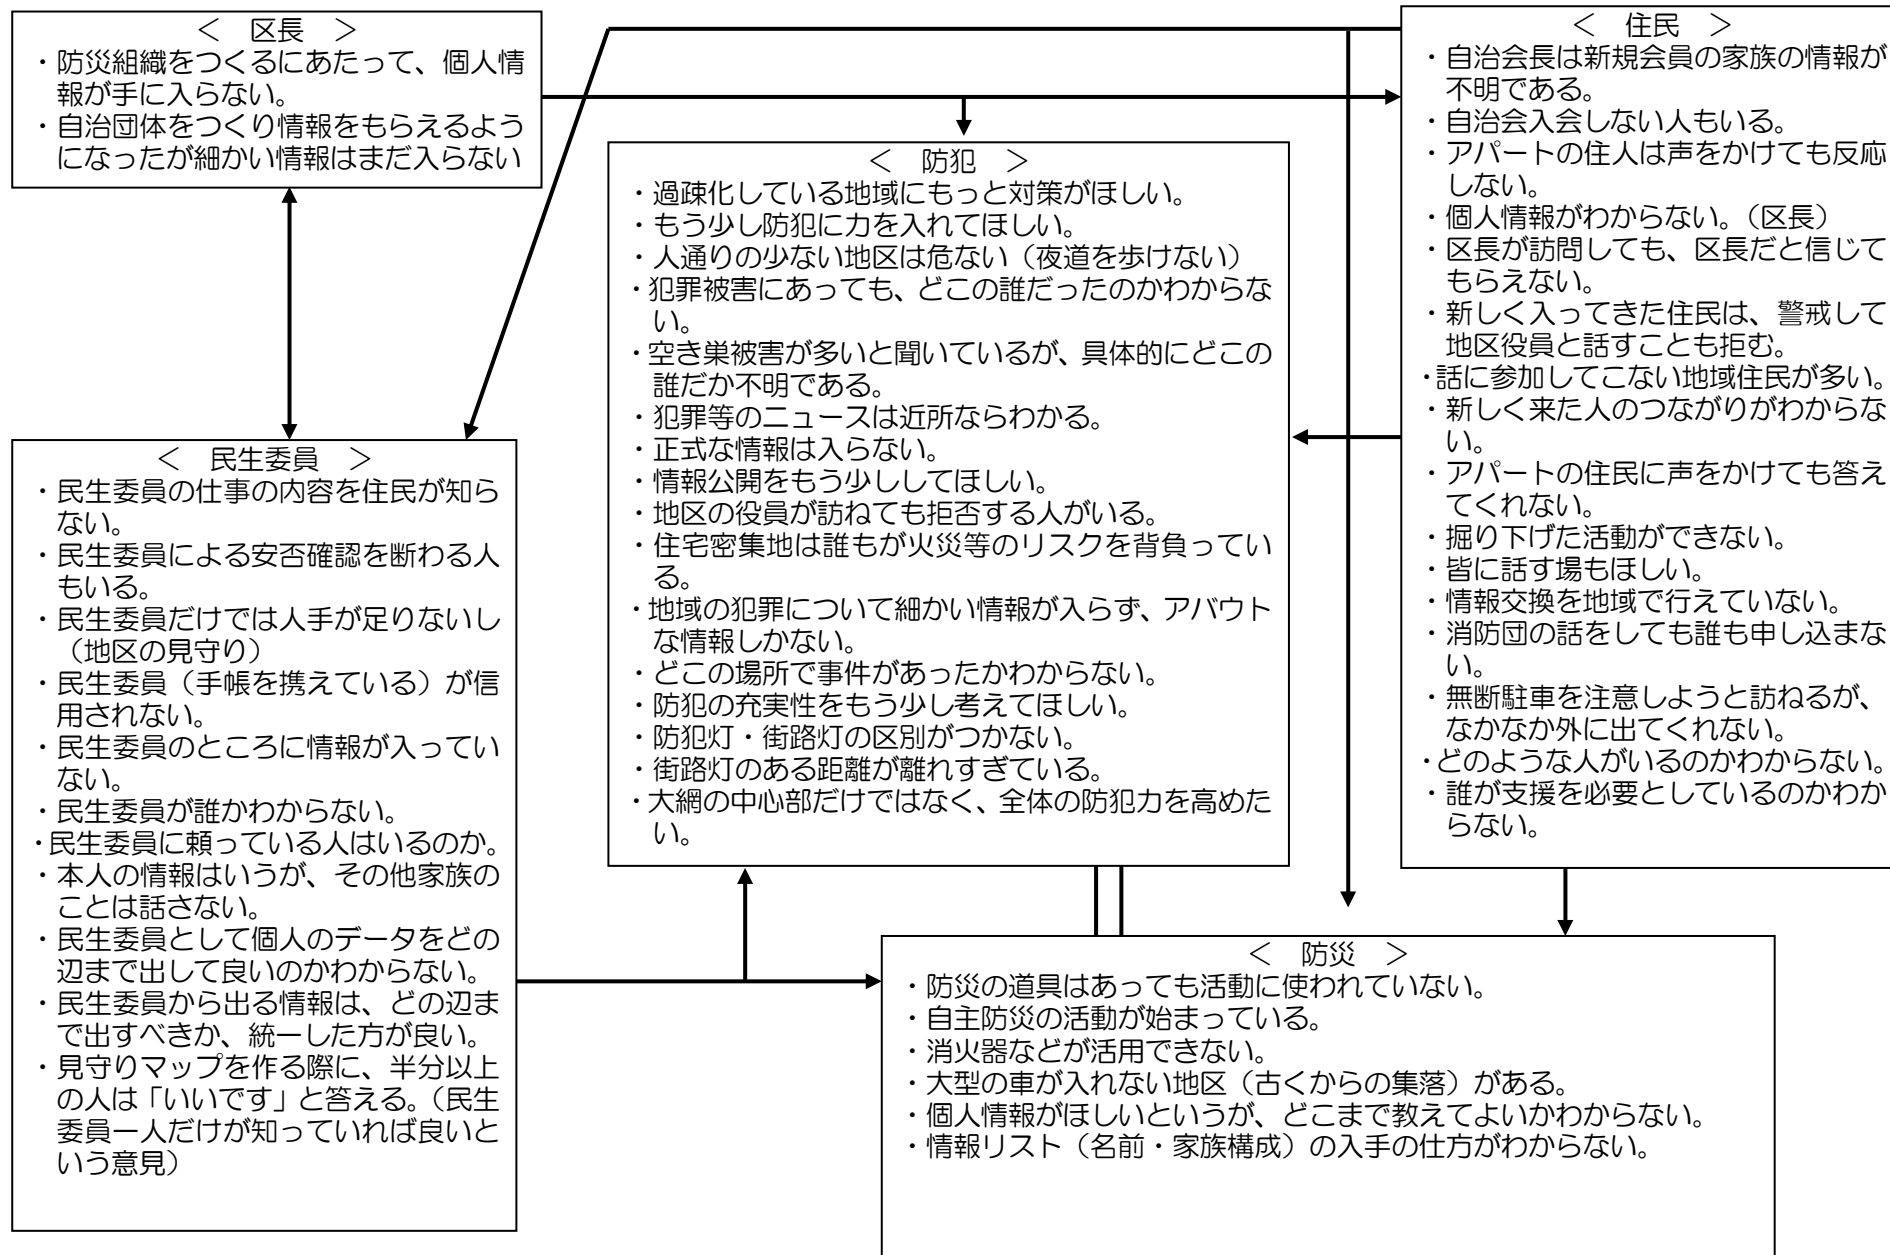 ＜　区長　＞
・防災組織をつくるにあたって、個人情
報が手に入らない。
・自治団体をつくり情報をもらえるよう
になったが細かい情報はまだ入らない
＜　防犯　＞
・過疎化している地域にもっと対策がほしい。
・もう少し防犯に力を入れてほしい。
・人通りの少ない地区は危ない（夜道を歩けない）
・犯罪被害にあっても、どこの誰だったのかわからな
い。
・空き巣被害が多いと聞いているが、具体的にどこの
誰だか不明である。
・犯罪等のニュースは近所ならわかる。
・正式な情報は入らない。
・情報公開をもう少ししてほしい。
・地区の役員が訪ねても拒否する人がいる。
・住宅密集地は誰もが火災等のリスクを背負ってい
る。
・地域の犯罪について細かい情報が入らず、アバウト
な情報しかない。
・どこの場所で事件があったかわからない。
・防犯の充実性をもう少し考えてほしい。
・防犯灯・街路灯の区別がつかない。
・街路灯のある距離が離れすぎている。
・大網の中心部だけではなく、全体の防犯力を高めた
い。
＜　住民　＞
・自治会長は新規会員の家族の情報が
不明である。
・自治会入会しない人もいる。
・アパートの住人は声をかけても反応
しない。
・個人情報がわからない。（区長）
・区長が訪問しても、区長だと信じて
もらえない。
・新しく入ってきた住民は、警戒して
地区役員と話すことも拒む。
・話に参加してこない地域住民が多い。
・新しく来た人のつながりがわからな
い。
・アパートの住民に声をかけても答え
てくれない。
・掘り下げた活動ができない。
・皆に話す場もほしい。
・情報交換を地域で行えていない。
・消防団の話をしても誰も申し込まな
い。
・無断駐車を注意しようと訪ねるが、
なかなか外に出てくれない。
・どのような人がいるのかわからない。
・誰が支援を必要としているのかわか
らない。
＜　民生委員　＞
・民生委員の仕事の内容を住民が知ら
ない。
・民生委員による安否確認を断わる人
もいる。
・民生委員だけでは人手が足りないし
（地区の見守り）
・民生委員（手帳を携えている）が信
用されない。
・民生委員のところに情報が入ってい
ない。
・民生委員が誰かわからない。
・民生委員に頼っている人はいるのか。
・本人の情報はいうが、その他家族の
ことは話さない。
・民生委員として個人のデータをどの
辺まで出して良いのかわからない。
・民生委員から出る情報は、どの辺ま
で出すべきか、統一した方が良い。
・見守りマップを作る際に、半分以上
の人は「いいです」と答える。（民生
委員一人だけが知っていれば良いと
いう意見）
＜　防災　＞
・防災の道具はあっても活動に使われていない。
・自主防災の活動が始まっている。
・消火器などが活用できない。
・大型の車が入れない地区（古くからの集落）がある。
・個人情報がほしいというが、どこまで教えてよいかわからない。
・情報リスト（名前・家族構成）の入手の仕方がわからない。